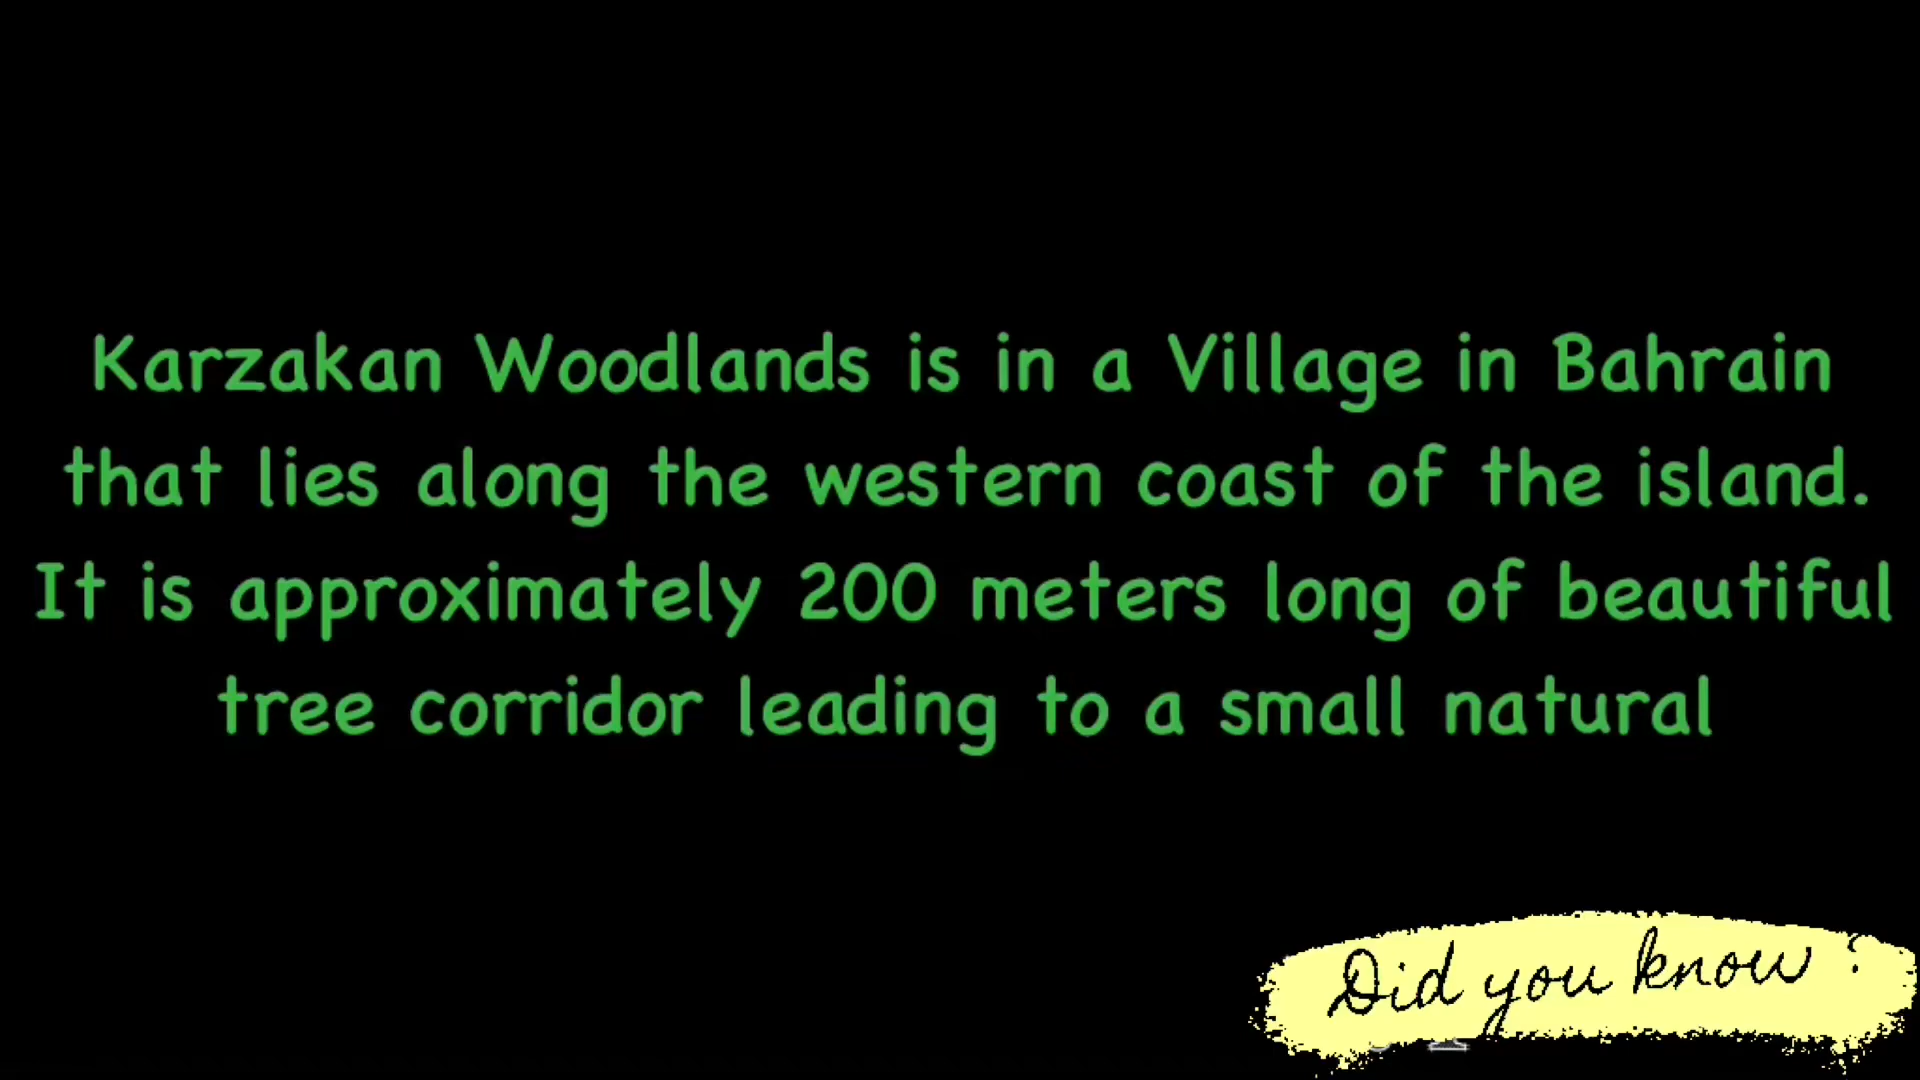 Karzakan Woodlands is in a Village in Bahrain
that lies along the western coast of the island.
It is approximately 200 meters long of beautiful
tree corridor leading to a small natural
Did you know?